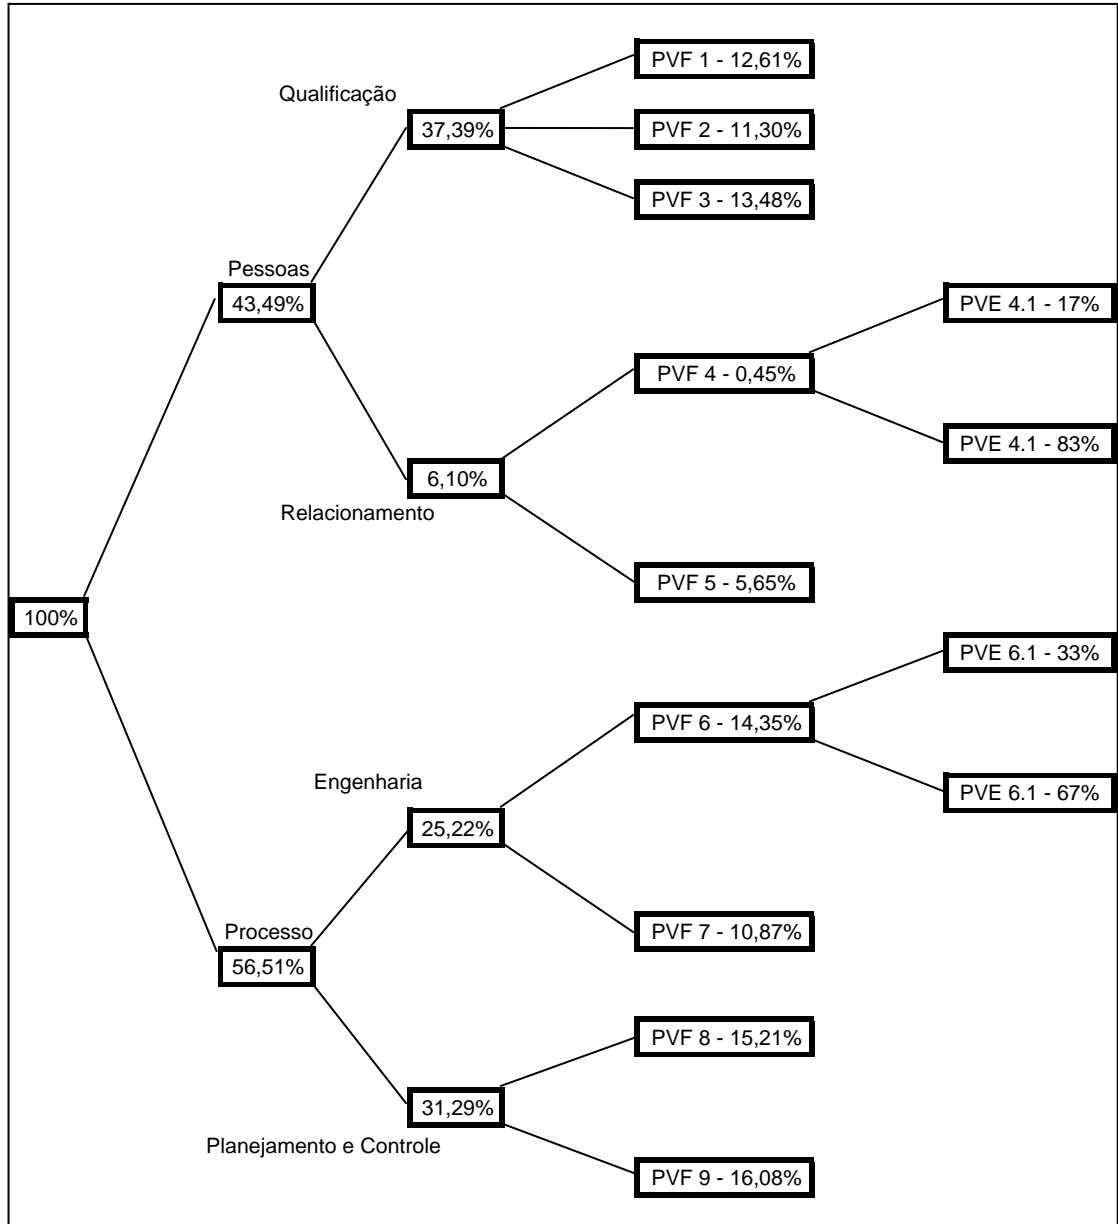 PVF 1 - 12,61%
Qualificação
37,39%
PVF 2 - 11,30%
PVF 3 - 13,48%
Pessoas
43,49%
PVE 4.1 - 17%
PVF 4 - 0,45%
PVE 4.1 - 83%
6,10%
Relacionamento
PVF 5 - 5,65%
100%
PVE 6.1 - 33%
PVF 6 - 14,35%
Engenharia
PVE 6.1 - 67%
25,22%
Processo
PVF 7 - 10,87%
56,51%
PVF 8 - 15,21%
31,29%
Planejamento e Controle
PVF 9 - 16,08%